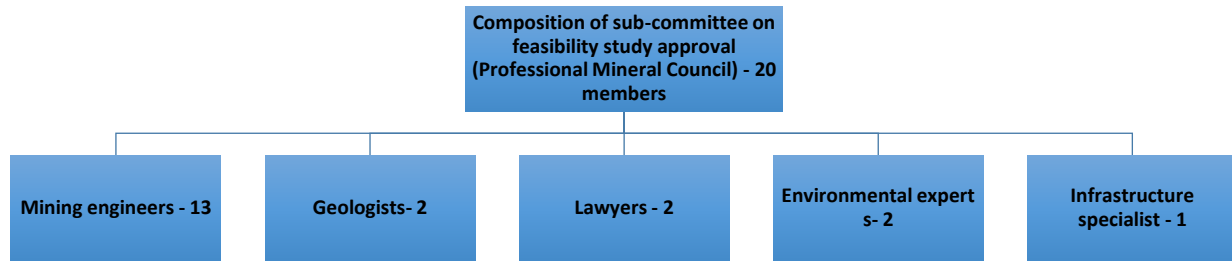 Composition of sub-committee on
feasibility study approval
(Professional Mineral Council) - 20
members
Mining engineers - 13
Geologists- 2
Lawyers - 2
Environmental expert
s- 2
Infrastructure
specialist - 1